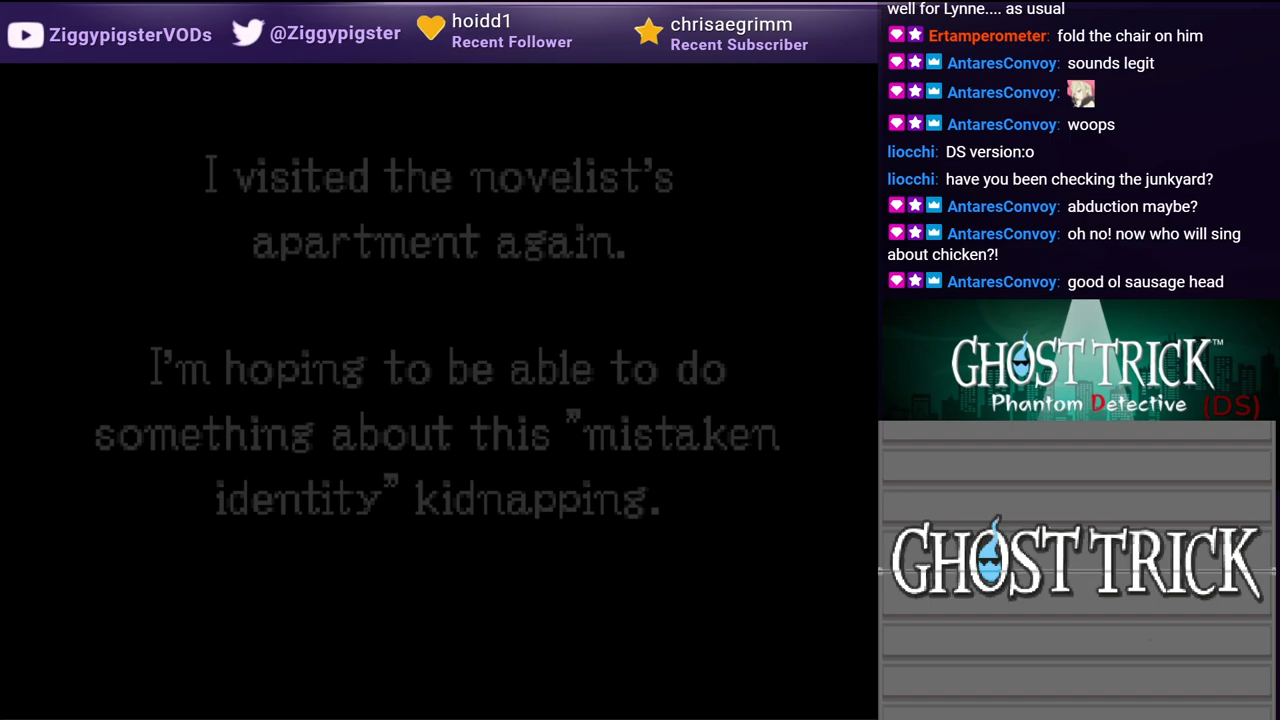 ZiggypigsterVODs
@Ziggypigster
hoidd1
Recent Follower
chrisaegrimm
Recent Subscriber
I visited the novelist's
apartment again.
I'm hoping to be able to do
something about this "mistaken
identity" kidnapping.
well for Lynne.... as usual
Ertamperometer: fold the chair on him
AntaresConvoy: sounds legit
AntaresConvoy:
AntaresConvoy: woops
liocchi: DS version:o
liocchi: have you been checking the junkyard?
AntaresConvoy: abduction maybe?
AntaresConvoy: oh no! now who will sing
about chicken?!
AntaresConvoy: good ol sausage head
GHOST TRICK™
Phantom Detective (DS)
GHOST TRICK